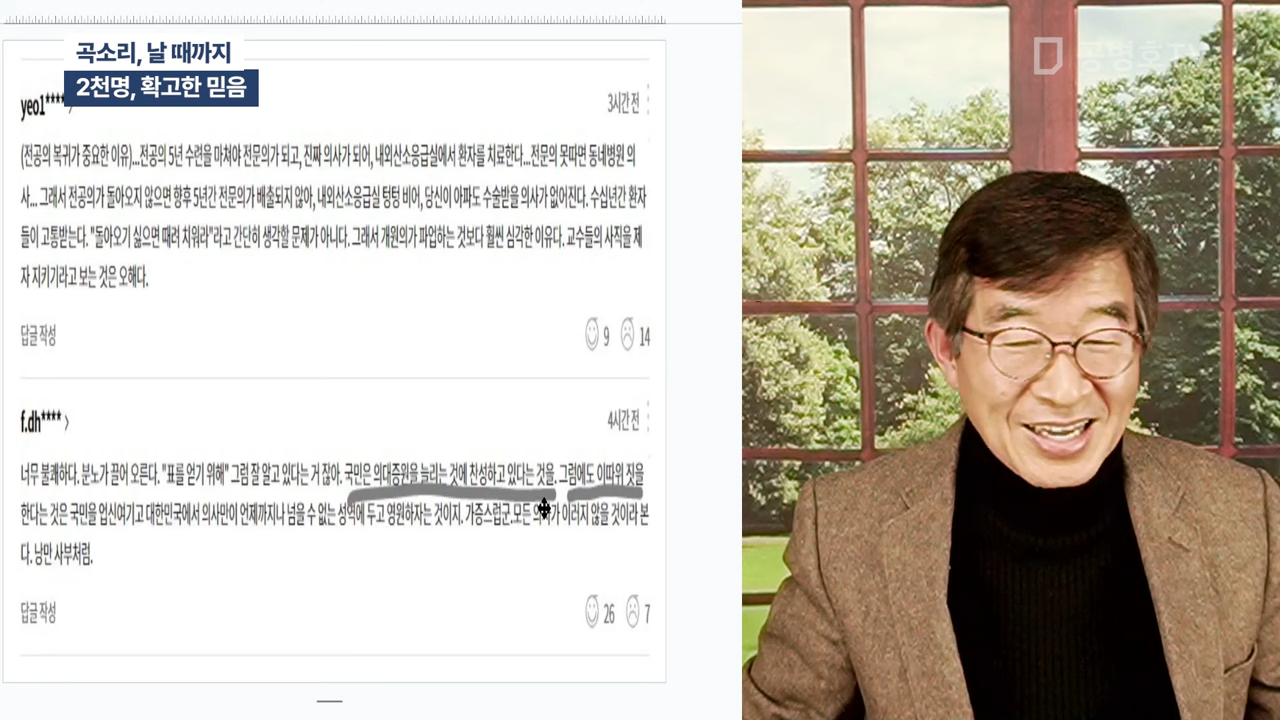 곡소리, 날 때까지
2천명, 확고한 믿음
공병호TV
yeo1****
3시간 전
(전공의 복귀가 중요한 이유)...전공의 5년 수련을 마쳐야 전문의가 되고, 진짜 의사가 되어, 내외산소응급실에서 환자를 치료한다...전문의 못따면 동네병원 의
사... 그래서 전공의가 돌아오지 않으면 향후 5년간 전문의가 배출되지 않아, 내외산소응급실 텅텅 비어, 당신이 아파도 수술받을 의사가 없어진다. 수십년간 환자
들이 고통받는다. "돌아오기 싫으면 때려 치워라"라고 간단히 생각할 문제가 아니다. 그래서 개원의가 파업하는 것보다 훨씬 심각한 이유다. 교수들의 사직을 제
자 지키기라고 보는 것은 오해다.
답글 작성
9
14
f.dh**** 〉
4시간 전
너무 불쾌하다. 분노가 끌어 오른다. "표를 얻기 위해" 그럼 잘 알고 있다는 거 잖아. 국민은 의대증원을 늘리는 것에 찬성하고 있다는 것을. 그럼에도 이따위 짓을
한다는 것은 국민을 업신여기고 대한민국에서 의사만이 언제까지나 넘을 수 없는 성역에 두고 영원하자는 것이지. 가증스럽군.모든 이러지 않을 것이라 본
다. 낭만 사부처럼.
답글 작성
26
7